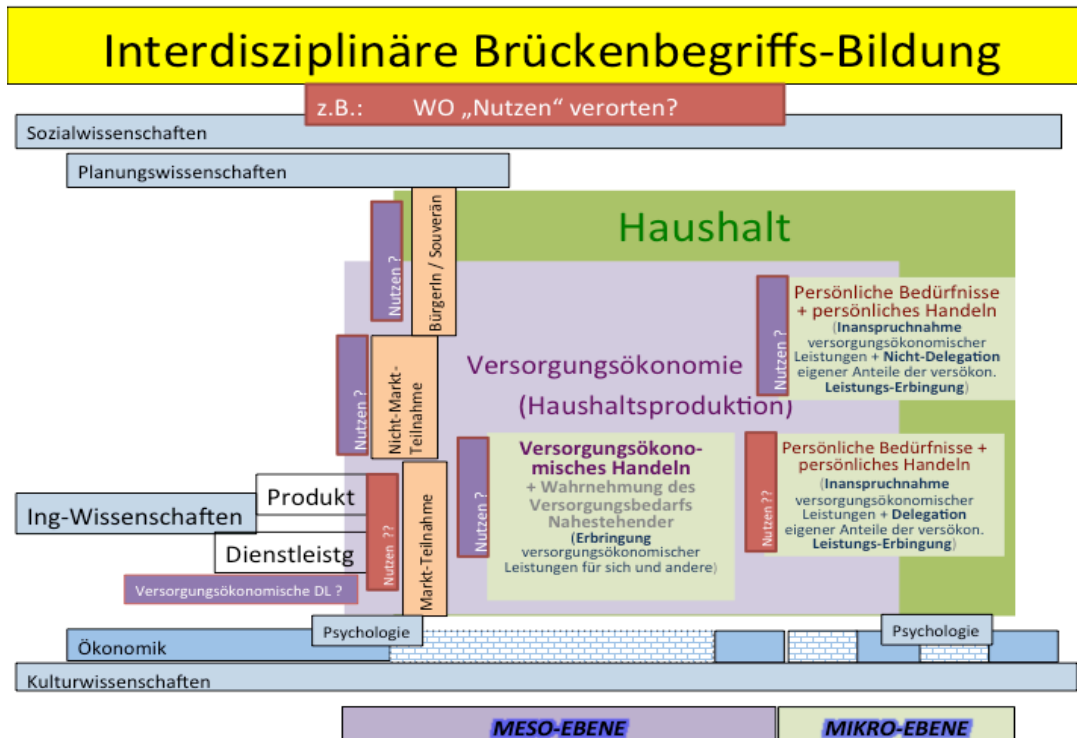 Interdisziplinäre Brückenbegriffs-Bildung
z.B.: WO „Nutzen“ verorten?
Sozialwissenschaften
Planungswissenschaften
Haushalt
Nutzen ?
BürgerIn / Souverän
Persönliche Bedürfnisse
+ persönliches Handeln
(Inanspruchnahme
versorgungsökonomischer
Leistungen + Nicht-Delegation
eigener Anteile der versökon.
Leistungs-Erbingung)
Nutzen ?
Versorgungsökonomie
(Haushaltsproduktion)
Nutzen ?
Nicht-Markt-
Teilnahme
Nutzen ?
Versorgungsökono-
misches Handeln
+ Wahrnehmung des
Versorgungsbedarfs
Nahestehender
(Erbringung
versorgungsökonomischer
Leistungen für sich und andere)
Nutzen ??
Persönliche Bedürfnisse +
persönliches Handeln
(Inanspruchnahme
versorgungsökonomischer
Leistungen + Delegation
eigener Anteile der versökon.
Leistungs-Erbingung)
Ing-Wissenschaften
Produkt
Dienstleistg
Nutzen ??
Markt-Teilnahme
Versorgungsökonomische DL ?
Psychologie
Psychologie
Ökonomik
Kulturwissenschaften
MESO-EBENE
MIKRO-EBENE